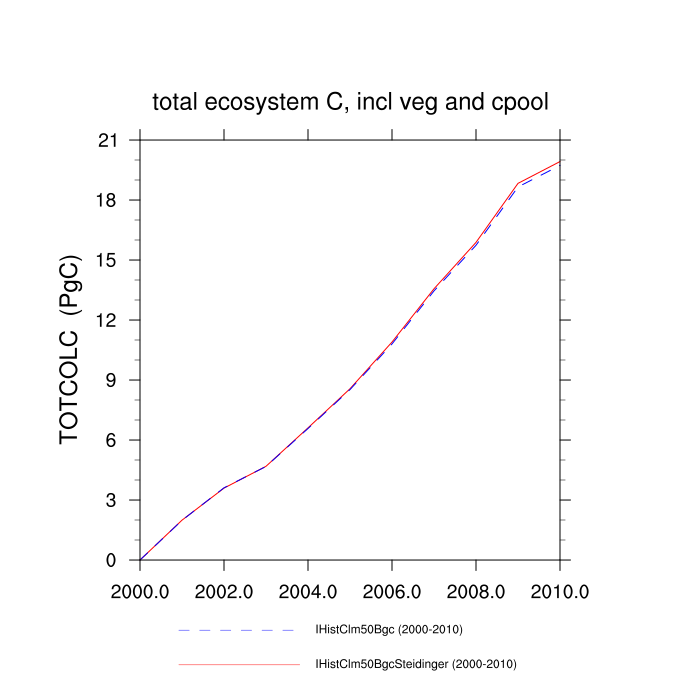 total ecosystem C, incl veg and cpool
TOTCOLC (PgC)
21
18
15
12
9
6
3
0
2000.0 2002.0 2004.0 2006.0 2008.0 2010.0
IHistClm50Bgc (2000-2010)
IHistClm50BgcSteidinger (2000-2010)